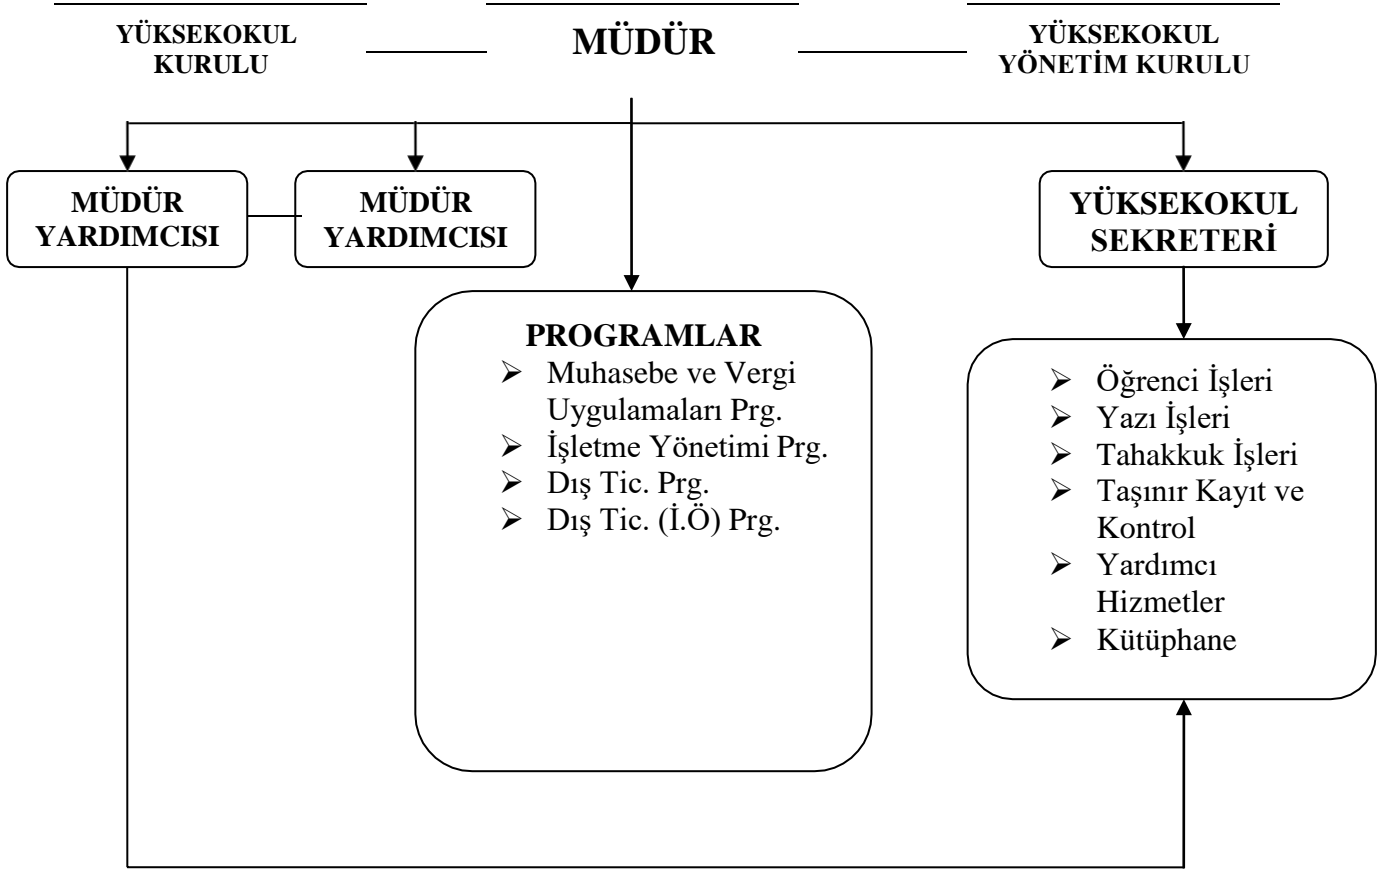 YÜKSEKOKUL
KURULU
MÜDÜR
YÜKSEKOKUL
YÖNETİM KURULU
MÜDÜR
YARDIMCISI
MÜDÜR
YARDIMCISI
YÜKSEKOKUL
SEKRETERİ
PROGRAMLAR
➢ Muhasebe ve Vergi
Uygulamaları Prg.
➢ İşletme Yönetimi Prg.
➢ Dış Tic. Prg.
➢ Dış Tic. (İ.Ö) Prg.
➢ Öğrenci İşleri
➢ Yazı İşleri
➢ Tahakkuk İşleri
➢ Taşınır Kayıt ve
Kontrol
➢ Yardımcı
Hizmetler
➢ Kütüphane